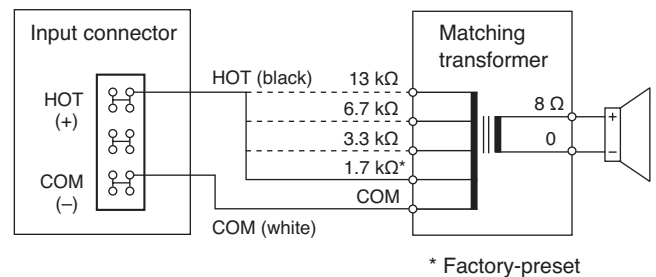 Input connector
HOT
(+)
COM
(–)
HOT (black)
COM (white)
13 kΩ
6.7 kΩ
3.3 kΩ
1.7 kΩ*
COM
Matching
transformer
8 Ω
0
+
–
* Factory-preset